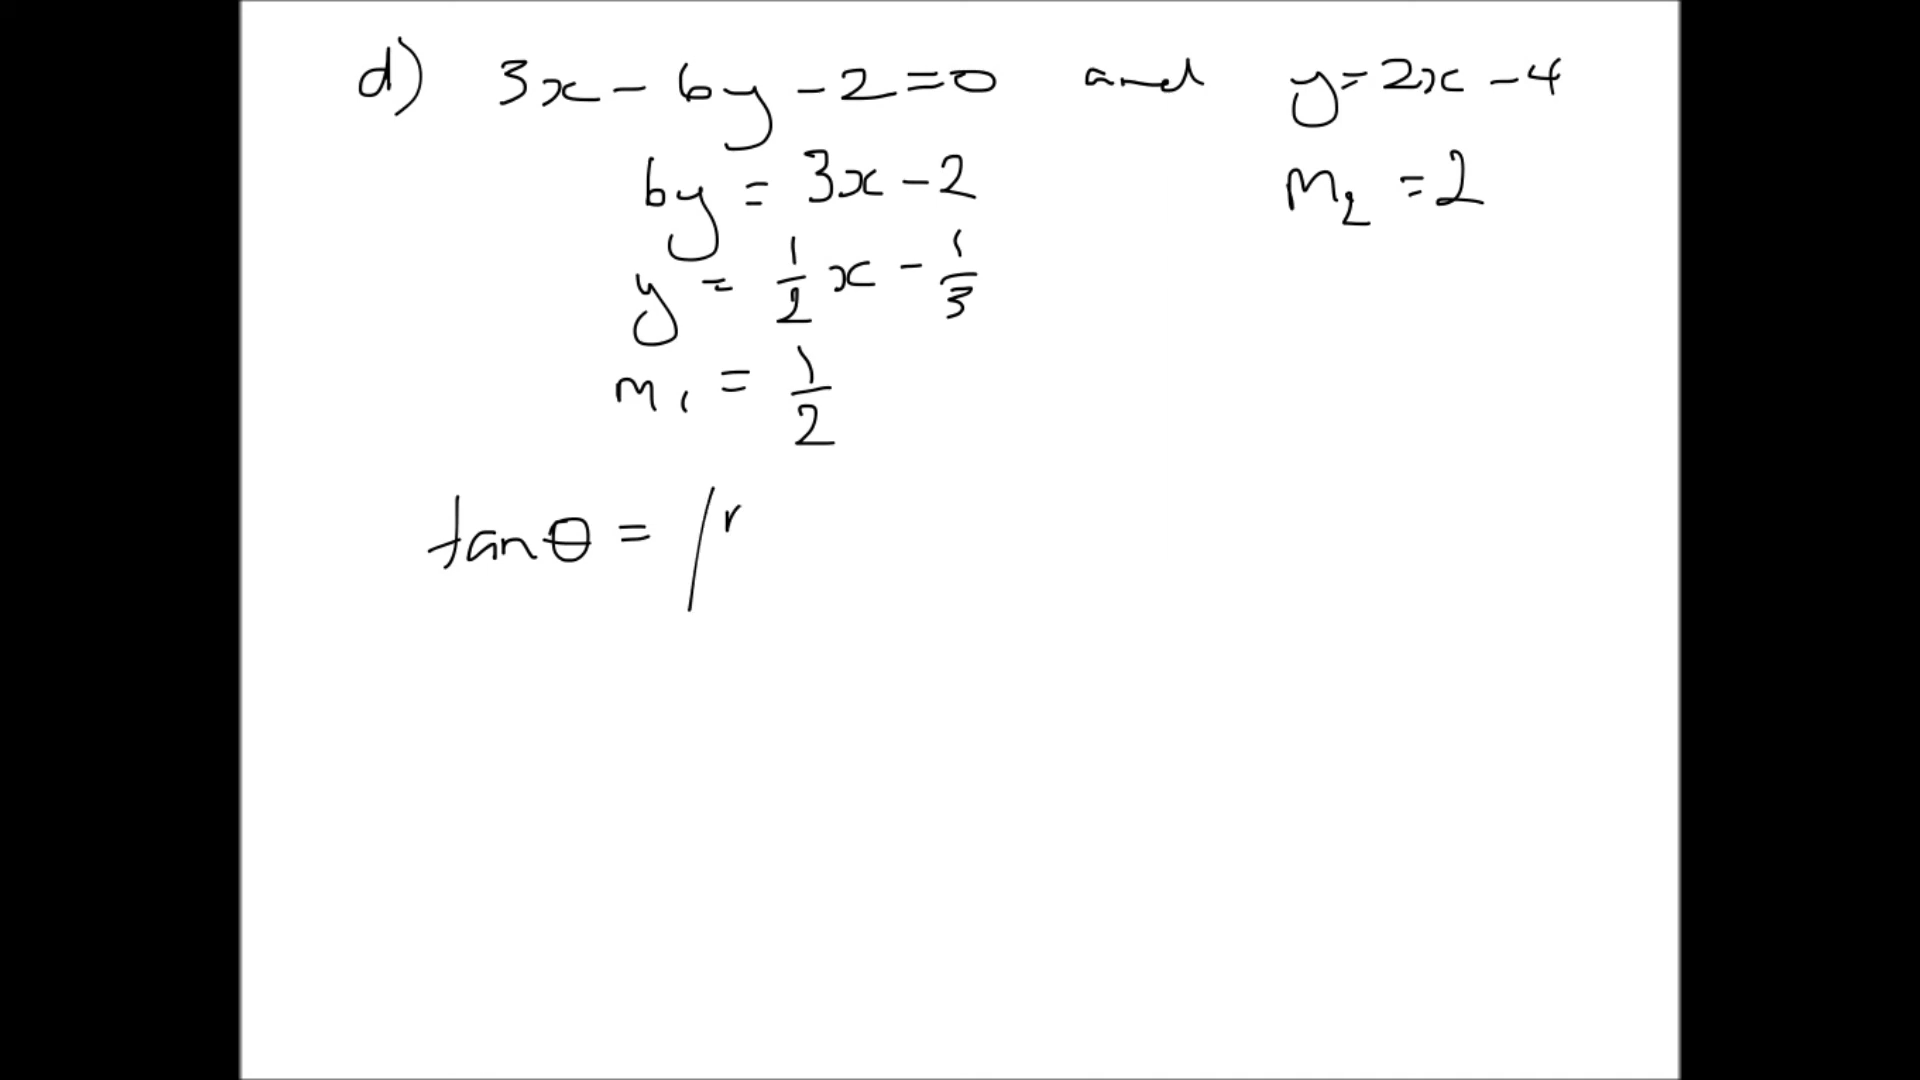 d) 3x - 6y - 2 = 0 and y = 2x - 4
6y = 3x - 2 m₂ = 2
y = 1/2 x - 1/3
m₁ = 1/2
tanθ = |r